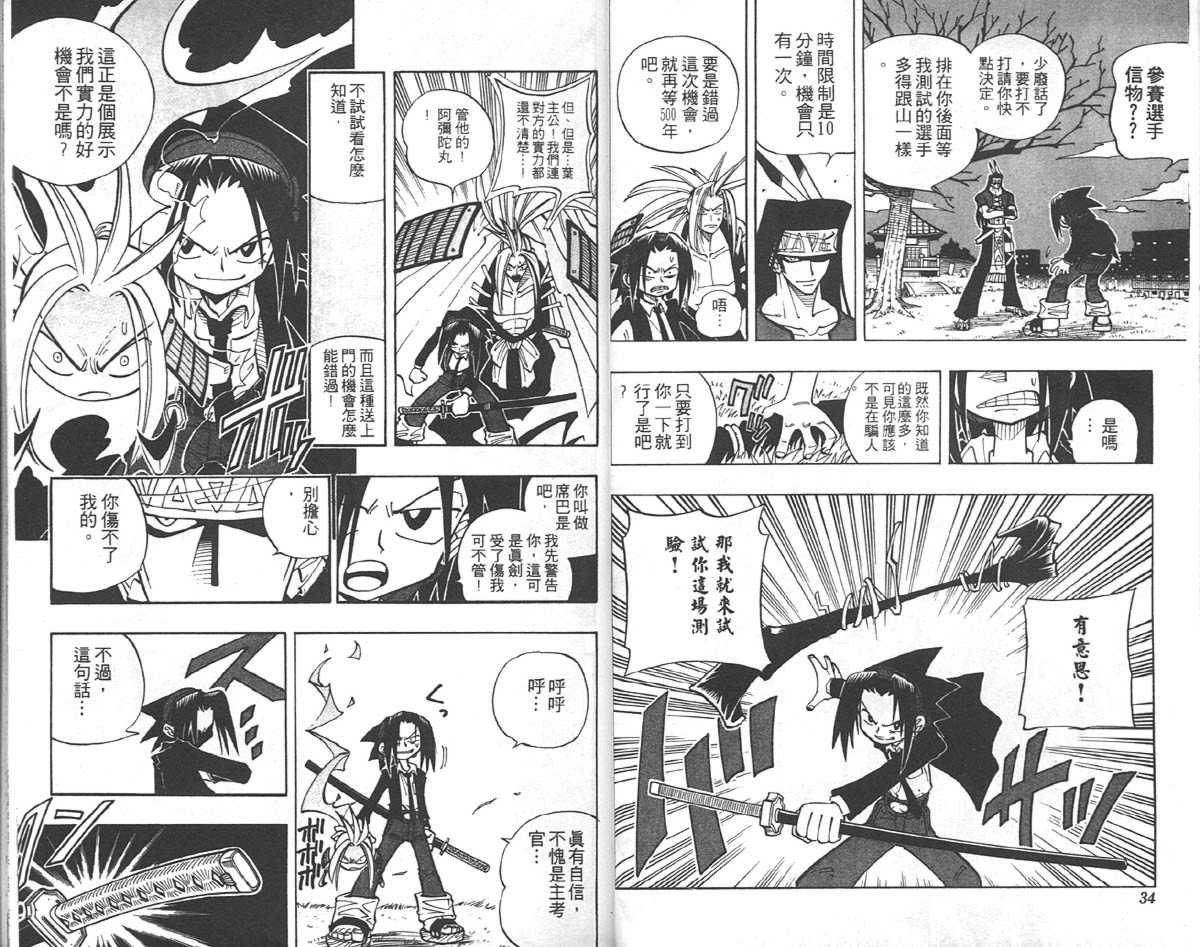 參賽選手
信物??
少廢話了
，要打不
打請你快
點決定。
排在你後面等
我測試的選手
多得跟山一樣
。
時間限制是10
分鐘，機會只
有一次。
要是錯過
這次機會，
就再等500年
吧。
唔…
是嗎
…
既然你知道
的這麼多，
可見你應該
不是在騙人
只要打到
你一下就
行了是吧
?
有意思！
那我就來試
試你這場測
驗！
34
但、但是…葉
主公！我們連
對方的實力都
還不清楚…！
管他的！
阿彌陀丸
！
不試試看怎麼
知道．
這正是個展示
我們實力的好
機會不是嗎?
而且這種送上
門的機會怎麼
能錯過！
你叫做
席巴是
吧．
我先警告
你，這可
是眞劍，
受了傷我
可不管！
別擔心
．
你傷不了
我的。
呼呼
呼…
眞有自信，
不愧是主考
官…
不過，
這句話…